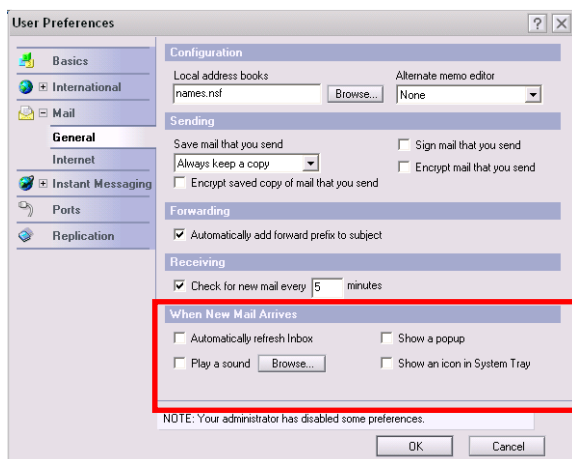 User Preferences
Basics
International
Mail
General
Internet
Instant Messaging
Ports
Replication
Configuration
Local address books
Alternate memo editor
names.nsf
Browse...
None
Sending
Save mail that you send
Sign mail that you send
Always keep a copy
Encrypt mail that you send
Encrypt saved copy of mail that you send
Forwarding
Automatically add forward prefix to subject
Receiving
Check for new mail every 5 minutes
When New Mail Arrives
Automatically refresh Inbox
Show a popup
Play a sound Browse...
Show an icon in System Tray
NOTE: Your administrator has disabled some preferences.
OK
Cancel